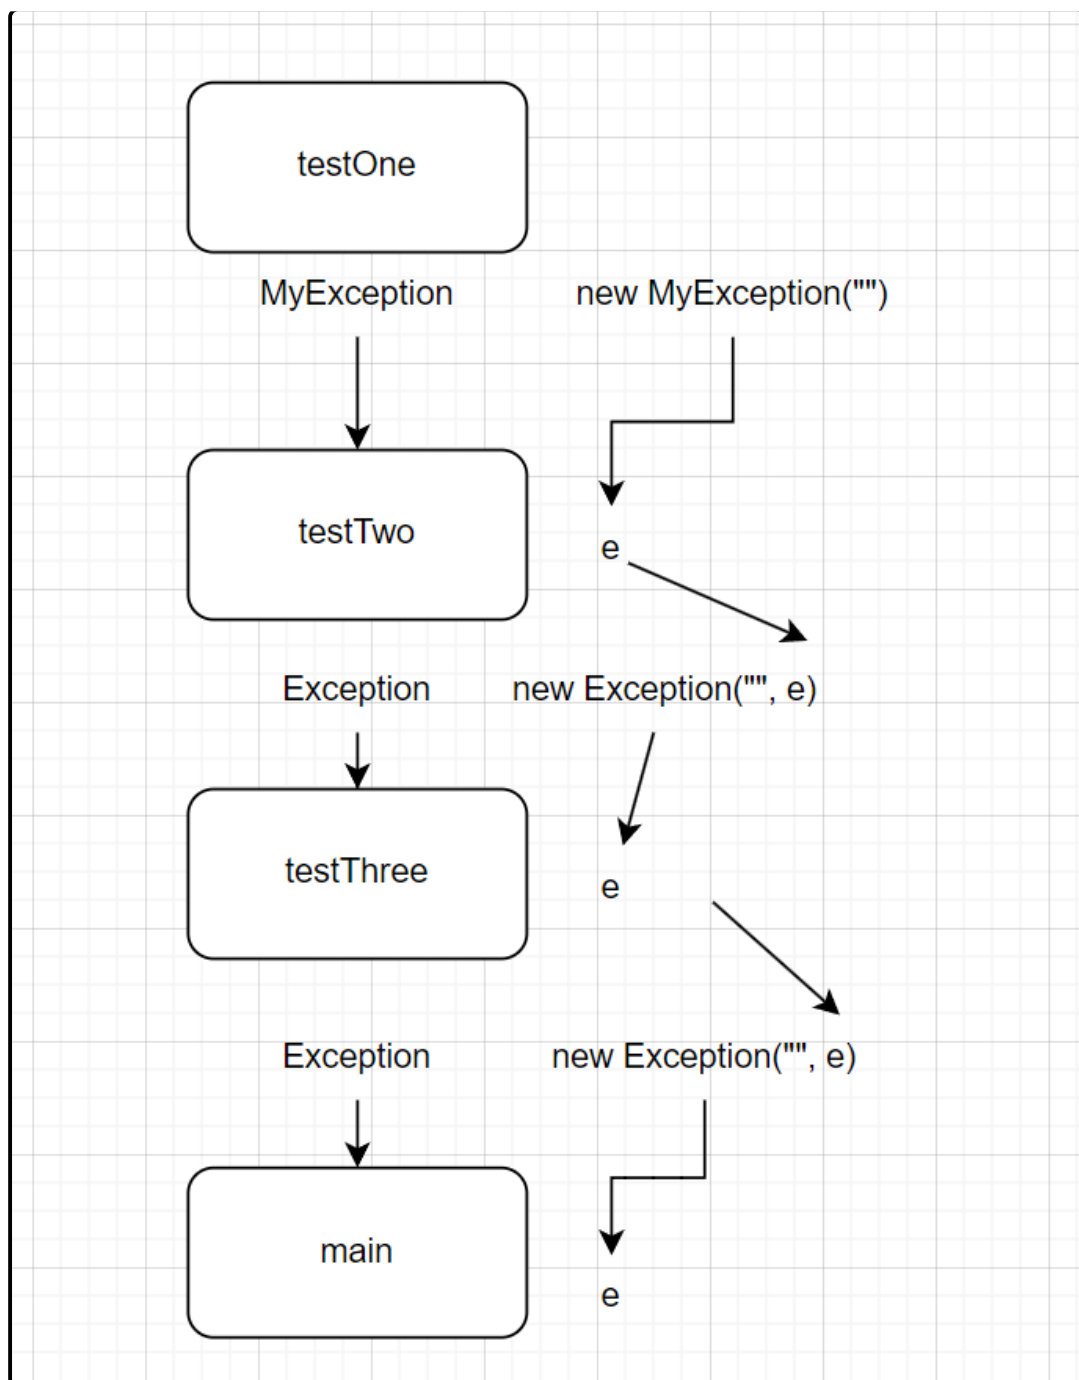 testOne
MyException
new MyException("")
testTwo
e
Exception
new Exception("", e)
testThree
e
Exception
new Exception("", e)
main
e